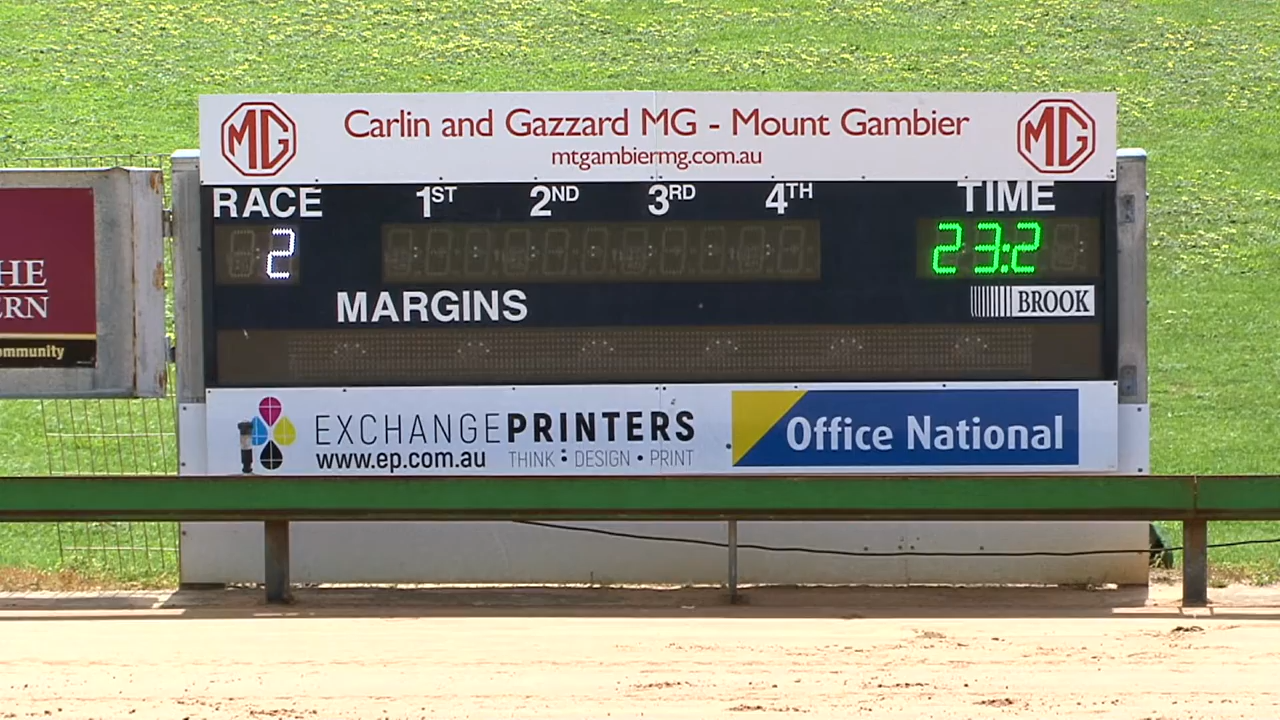 MG Carlin and Gazzard MG - Mount Gambier MG
mtgambiermg.com.au
RACE 1ST 2ND 3RD 4TH TIME
2 23:2
MARGINS BROOK
HE
ERN
mmunity
EXCHANGEPRINTERS
www.ep.com.au THINK : DESIGN • PRINT
Office National